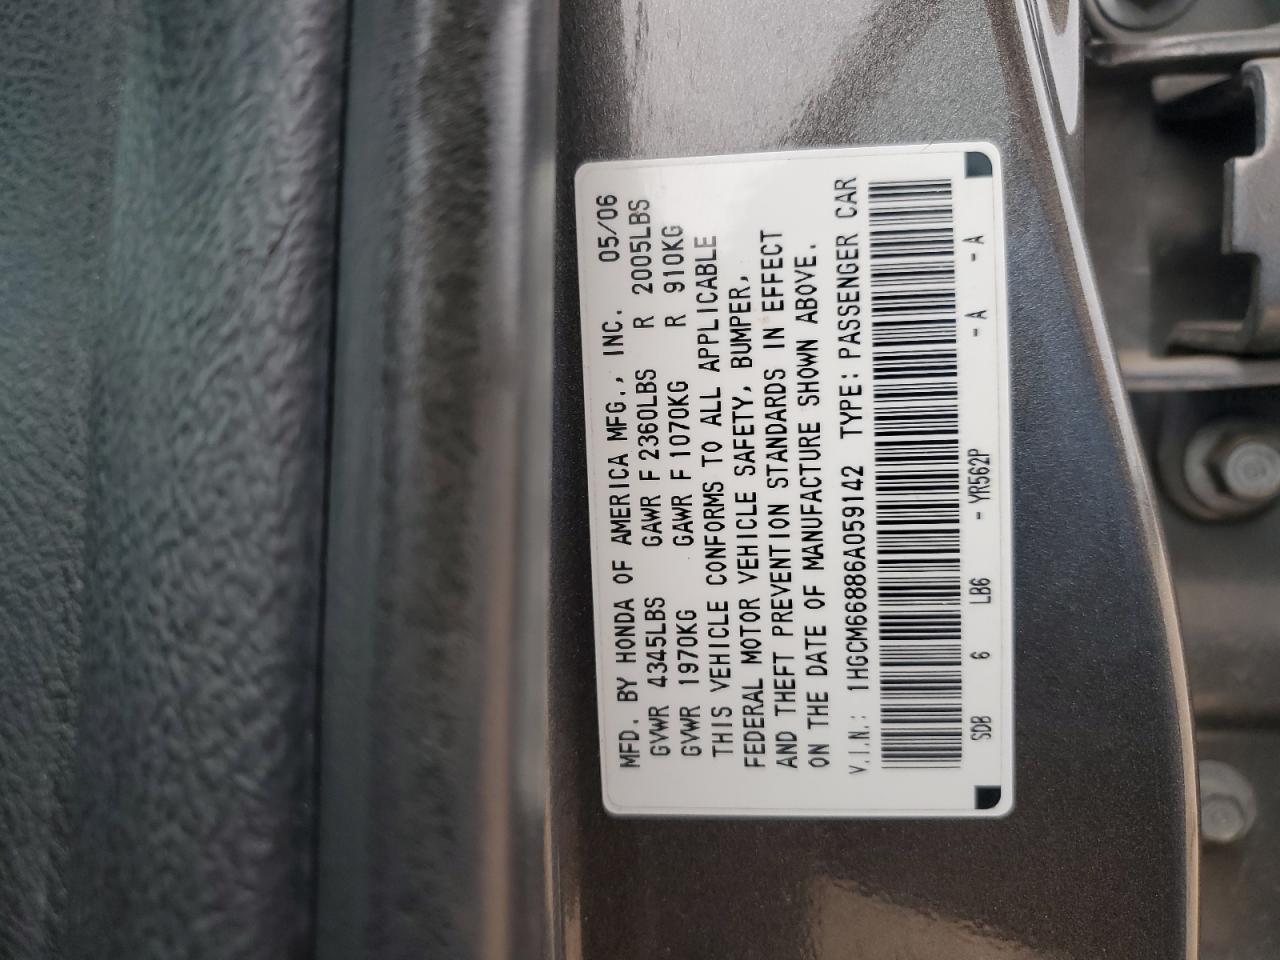 MFD. BY HONDA OF AMERICA MFG., INC. 05/06
GVWR 4345LBS GAWR F 2360LBS R 2005LBS
GVWR 1970KG GAWR F 1070KG R 910KG
THIS VEHICLE CONFORMS TO ALL APPLICABLE
FEDERAL MOTOR VEHICLE SAFETY, BUMPER,
AND THEFT PREVENTION STANDARDS IN EFFECT
ON THE DATE OF MANUFACTURE SHOWN ABOVE.
V.I.N.: 1HGCM66886A059142 TYPE: PASSENGER CAR
SDB 6 LB6 - YR562P - A - A